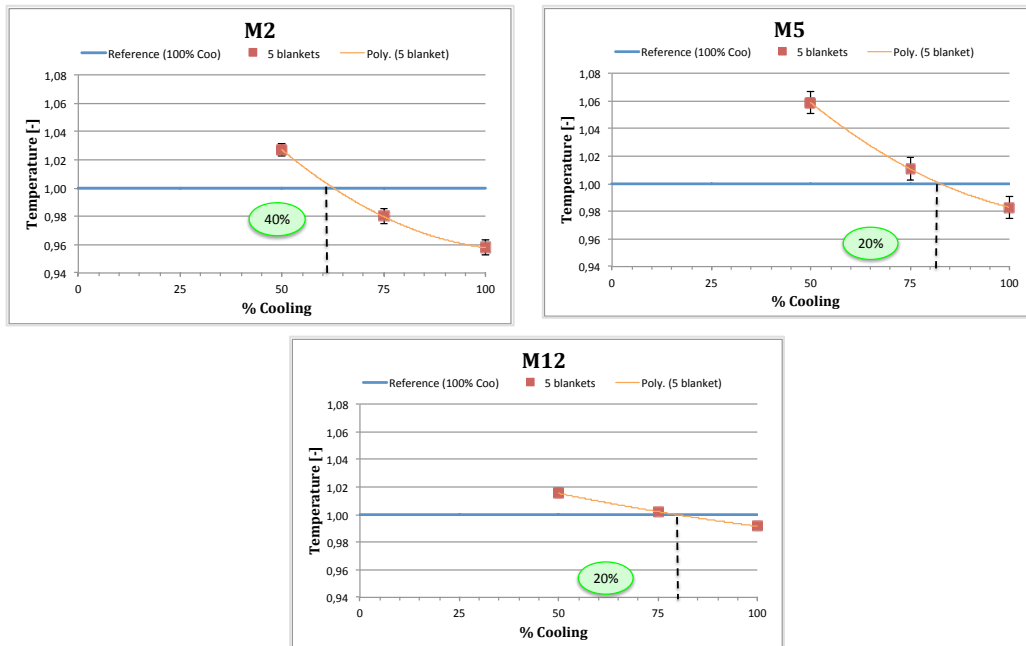 M2
Reference (100% Coo) 5 blankets Poly. (5 blanket)
1,08
1,06
1,04
1,02
1,00
0,98
0,96
0,94
Temperature [-]
40%
0 25 50 75 100
% Cooling
M5
Reference (100% Coo) 5 blankets Poly. (5 blanket)
1,08
1,06
1,04
1,02
1,00
0,98
0,96
0,94
Temperature [-]
20%
0 25 50 75 100
% Cooling
M12
Reference (100% Coo) 5 blankets Poly. (5 blanket)
1,08
1,06
1,04
1,02
1,00
0,98
0,96
0,94
Temperature [-]
20%
0 25 50 75 100
% Cooling